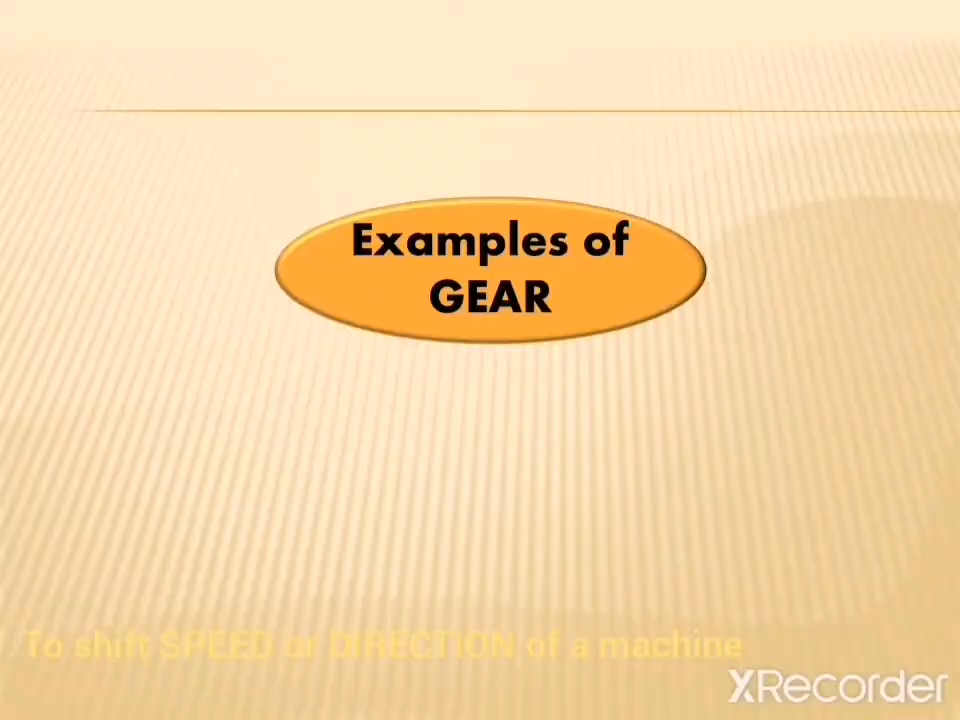 Examples of
GEAR
To shift SPEED or DIRECTION of a machine
XRecorder